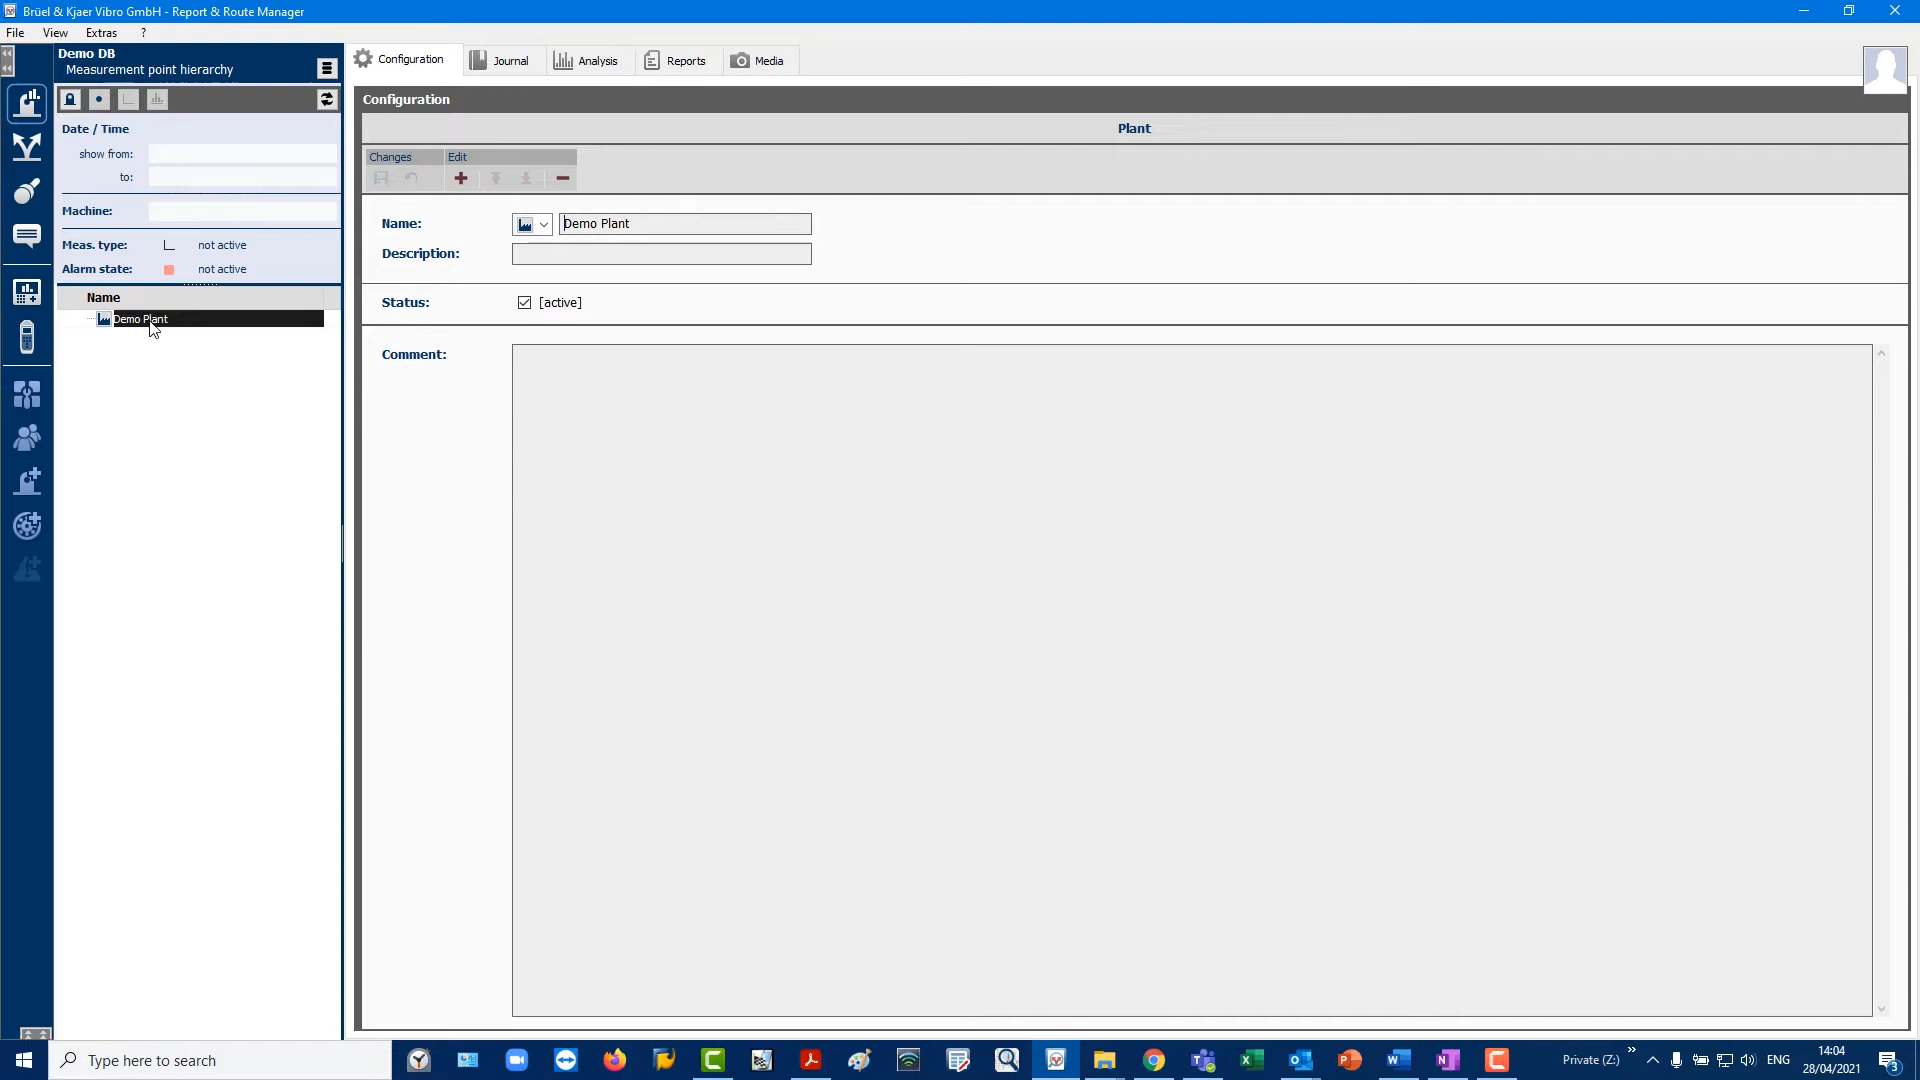 Brüel & Kjaer Vibro GmbH - Report & Route Manager
File View Extras ?
Demo DB
Measurement point hierarchy
Date / Time
show from:
to:
Machine:
Meas. type: not active
Alarm state: not active
Name
Demo Plant
Configuration Journal Analysis Reports Media
Configuration
Plant
Changes Edit
Name: Demo Plant
Description:
Status: [active]
Comment:
Type here to search
Private (Z:) » ENG 14:04
28/04/2021 3